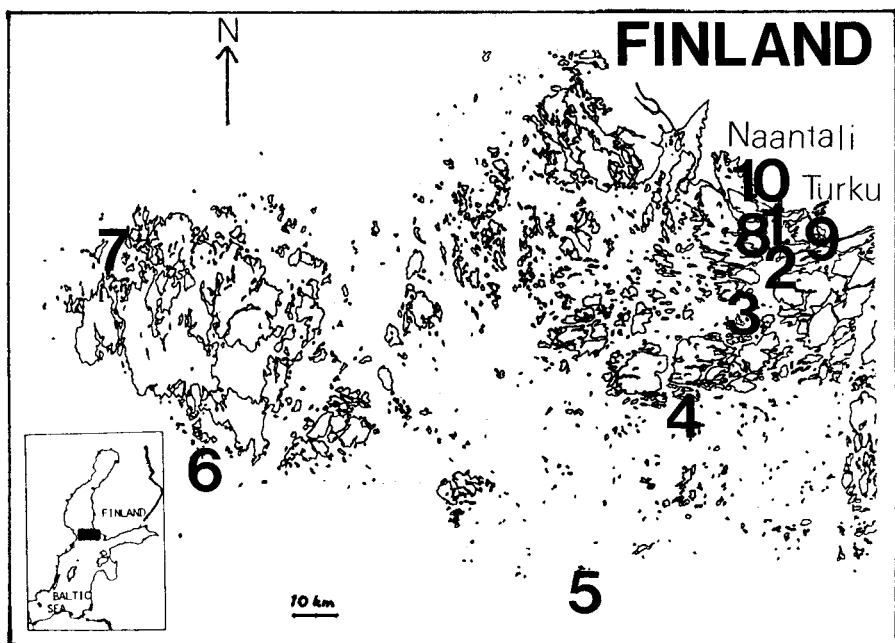 N
FINLAND
Naantali
10
Turku
7
8 1 9
2
3
4
6
FINLAND
BALTIC
SEA
10 km
5